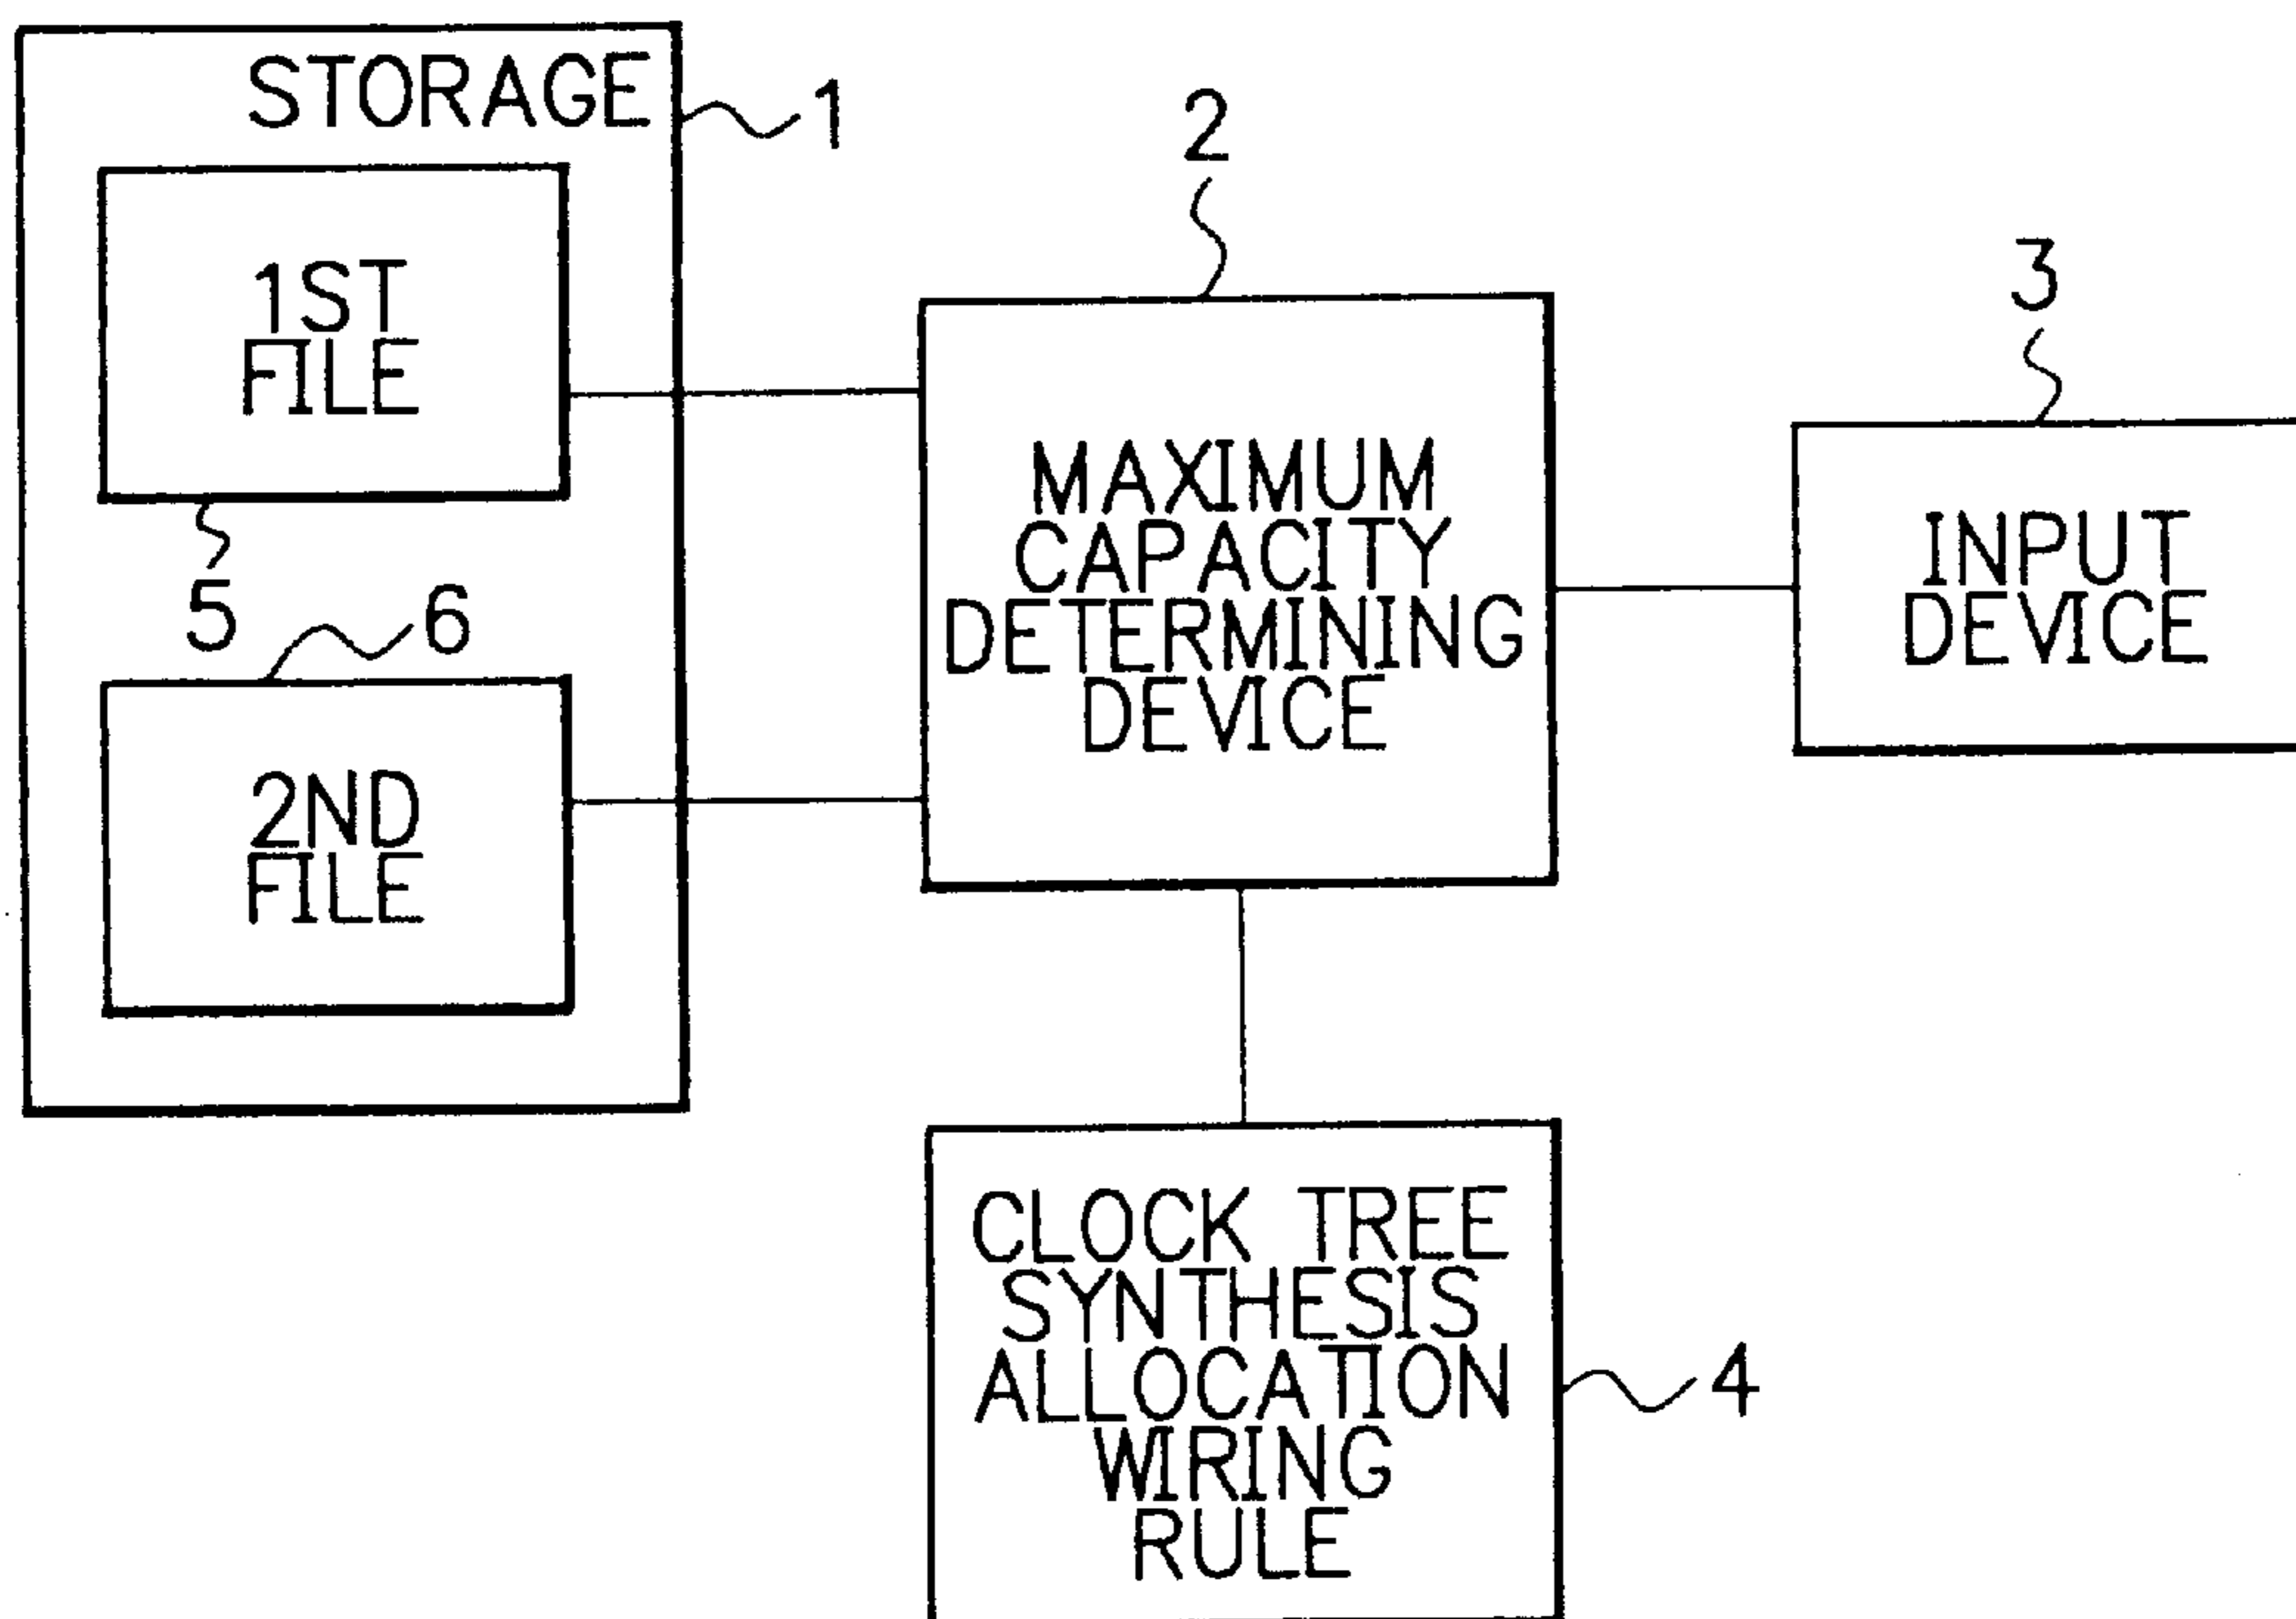 STORAGE
1
1ST
FILE
5
6
2ND
FILE
2
MAXIMUM
CAPACITY
DETERMINING
DEVICE
3
INPUT
DEVICE
CLOCK TREE
SYNTHESIS
ALLOCATION
WIRING
RULE
4